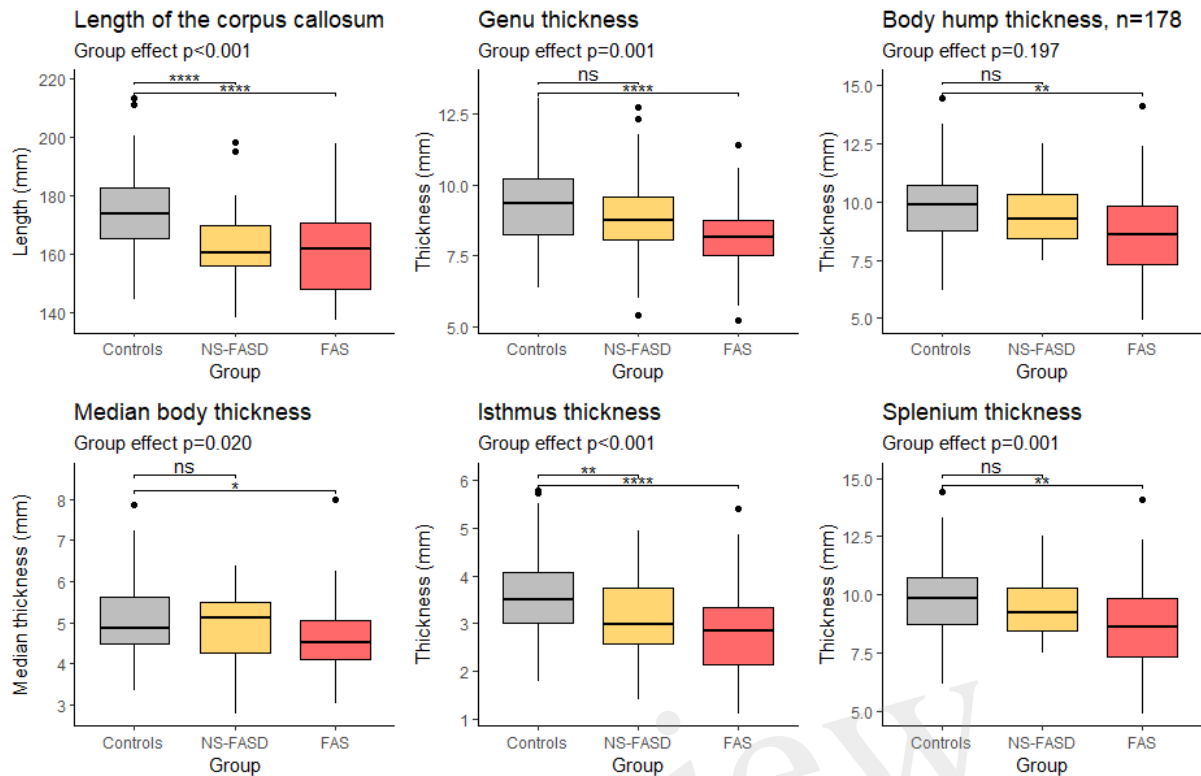 Length of the corpus callosum
Group effect p<0.001
Length (mm)
220
200
180
160
140
****
****
Controls NS-FASD FAS
Group
Genu thickness
Group effect p=0.001
Thickness (mm)
12.5
10.0
7.5
5.0
ns
****
Controls NS-FASD FAS
Group
Body hump thickness, n=178
Group effect p=0.197
Thickness (mm)
15.0
12.5
10.0
7.5
5.0
ns
**
Controls NS-FASD FAS
Group
Median body thickness
Group effect p=0.020
Median thickness (mm)
8
7
6
5
4
3
ns
*
Controls NS-FASD FAS
Group
Isthmus thickness
Group effect p<0.001
Thickness (mm)
6
5
4
3
2
1
**
****
Controls NS-FASD FAS
Group
Splenium thickness
Group effect p=0.001
Thickness (mm)
15.0
12.5
10.0
7.5
5.0
ns
**
Controls NS-FASD FAS
Group
view